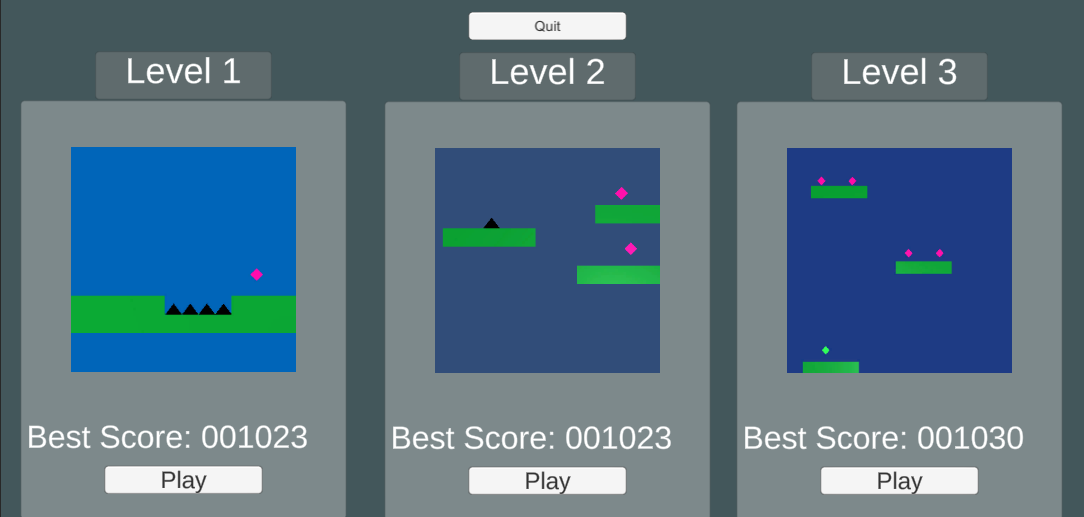 Quit
Level 1
Level 2
Level 3
Best Score: 001023
Best Score: 001023
Best Score: 001030
Play
Play
Play